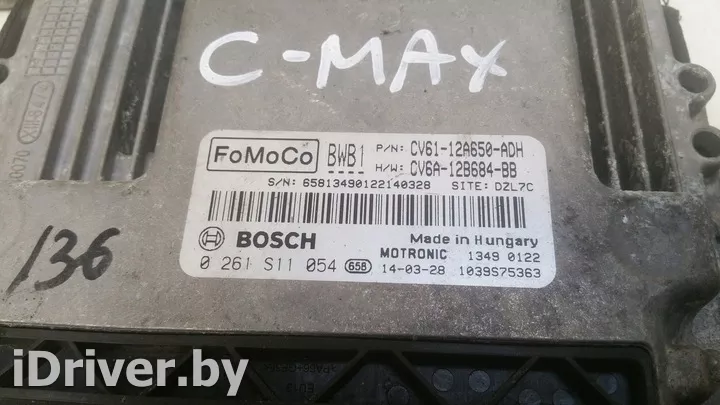 C-MAX
FoMoCo BWB1 P/N: CV61-12A650-ADH
H/W: CV6A-12B684-BB
S/N: 65813490122140328 SITE: DZL7C
BOSCH Made in Hungary
MOTRONIC 1349 0122
0 261 S11 054 658 14-03-28 1039S75363
136
iDriver.by